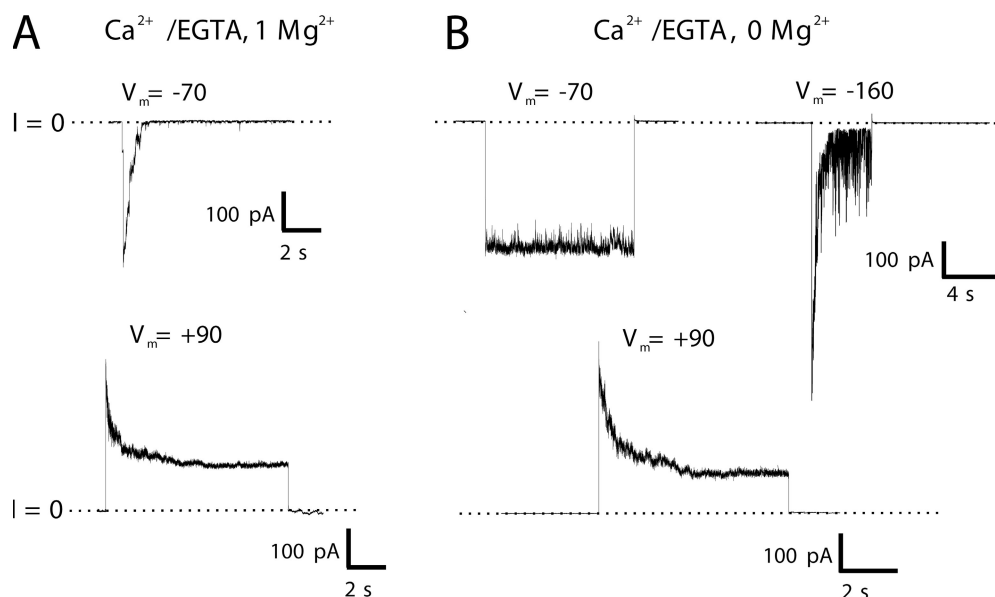 A
Ca²⁺ /EGTA, 1 Mg²⁺
Vₘ= -70
I = 0
100 pA
2 s
Vₘ= +90
I = 0
100 pA
2 s
B
Ca²⁺ /EGTA , 0 Mg²⁺
Vₘ= -70
Vₘ= -160
100 pA
4 s
Vₘ= +90
100 pA
2 s